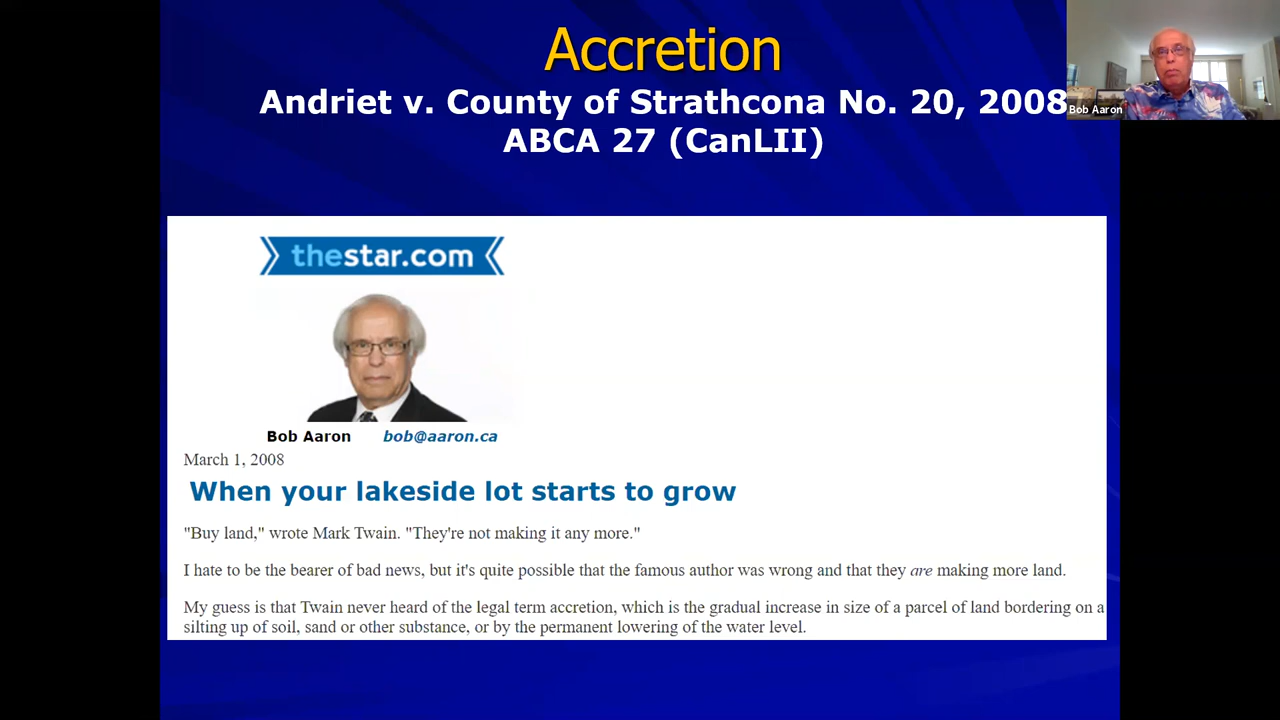 Accretion
Andriet v. County of Strathcona No. 20, 2008
ABCA 27 (CanLII)
Bob Aaron
thestar.com
Bob Aaron bob@aaron.ca
March 1, 2008
When your lakeside lot starts to grow
"Buy land," wrote Mark Twain. "They're not making it any more."
I hate to be the bearer of bad news, but it's quite possible that the famous author was wrong and that they are making more land.
My guess is that Twain never heard of the legal term accretion, which is the gradual increase in size of a parcel of land bordering on a
silting up of soil, sand or other substance, or by the permanent lowering of the water level.